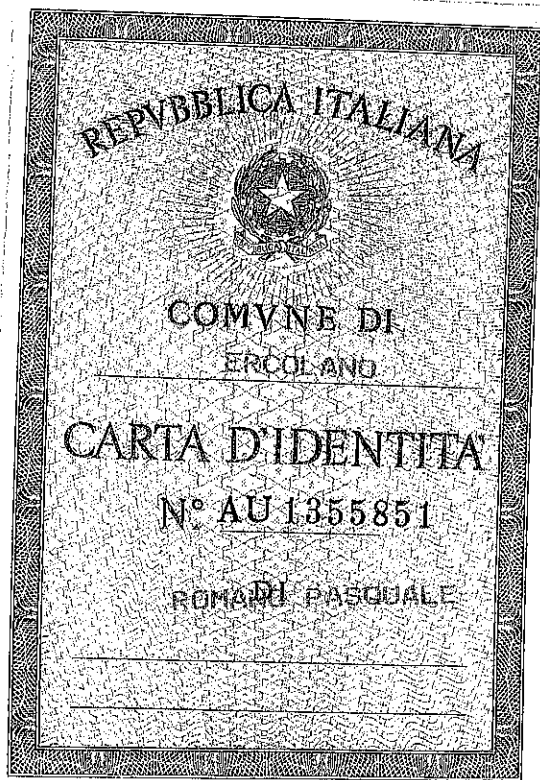 REPVBBLICA ITALIANA
COMVNE DI
ERCOLANO
CARTA D'IDENTITA'
N° AU 1355851
DI
ROMANO PASQUALE